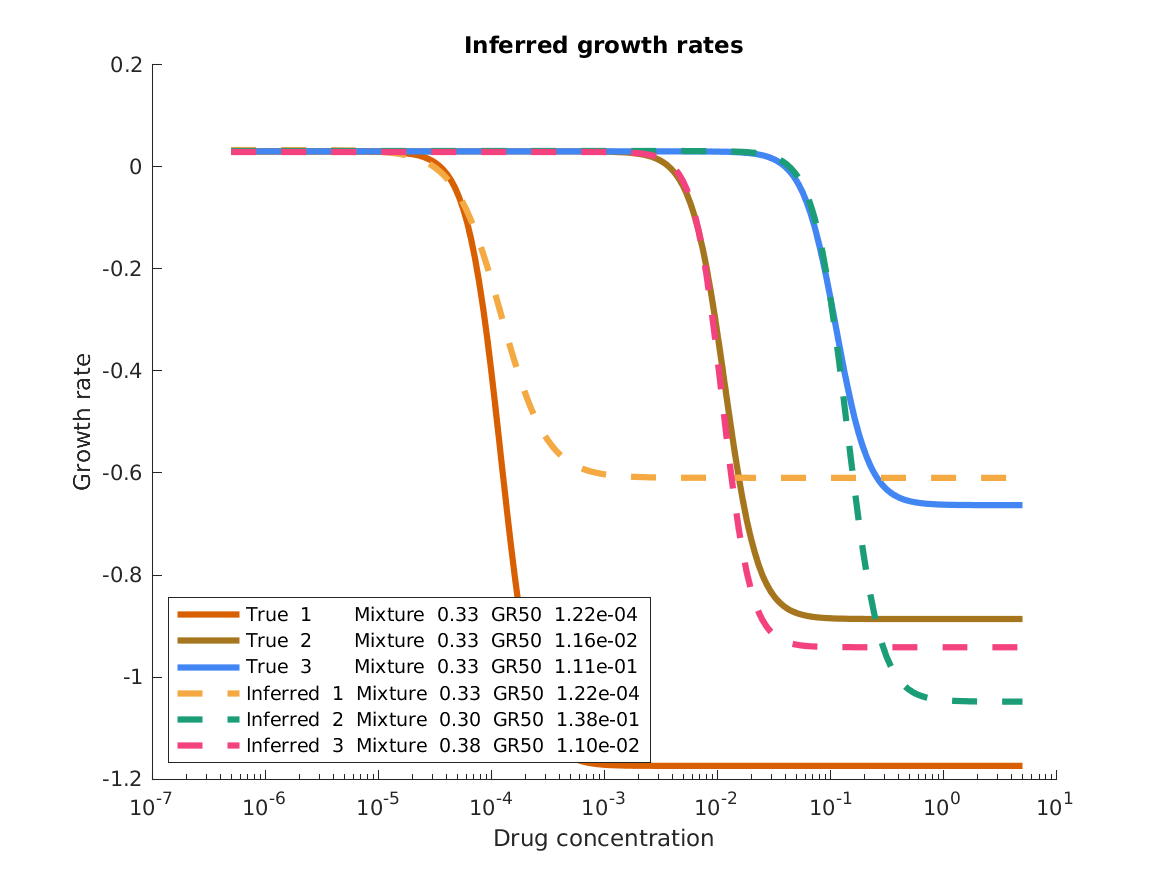 Inferred growth rates
0.2
0
-0.2
-0.4
-0.6
-0.8
-1
-1.2
Growth rate
True 1 Mixture 0.33 GR50 1.22e-04
True 2 Mixture 0.33 GR50 1.16e-02
True 3 Mixture 0.33 GR50 1.11e-01
Inferred 1 Mixture 0.33 GR50 1.22e-04
Inferred 2 Mixture 0.30 GR50 1.38e-01
Inferred 3 Mixture 0.38 GR50 1.10e-02
10^-7 10^-6 10^-5 10^-4 10^-3 10^-2 10^-1 10^0 10^1
Drug concentration